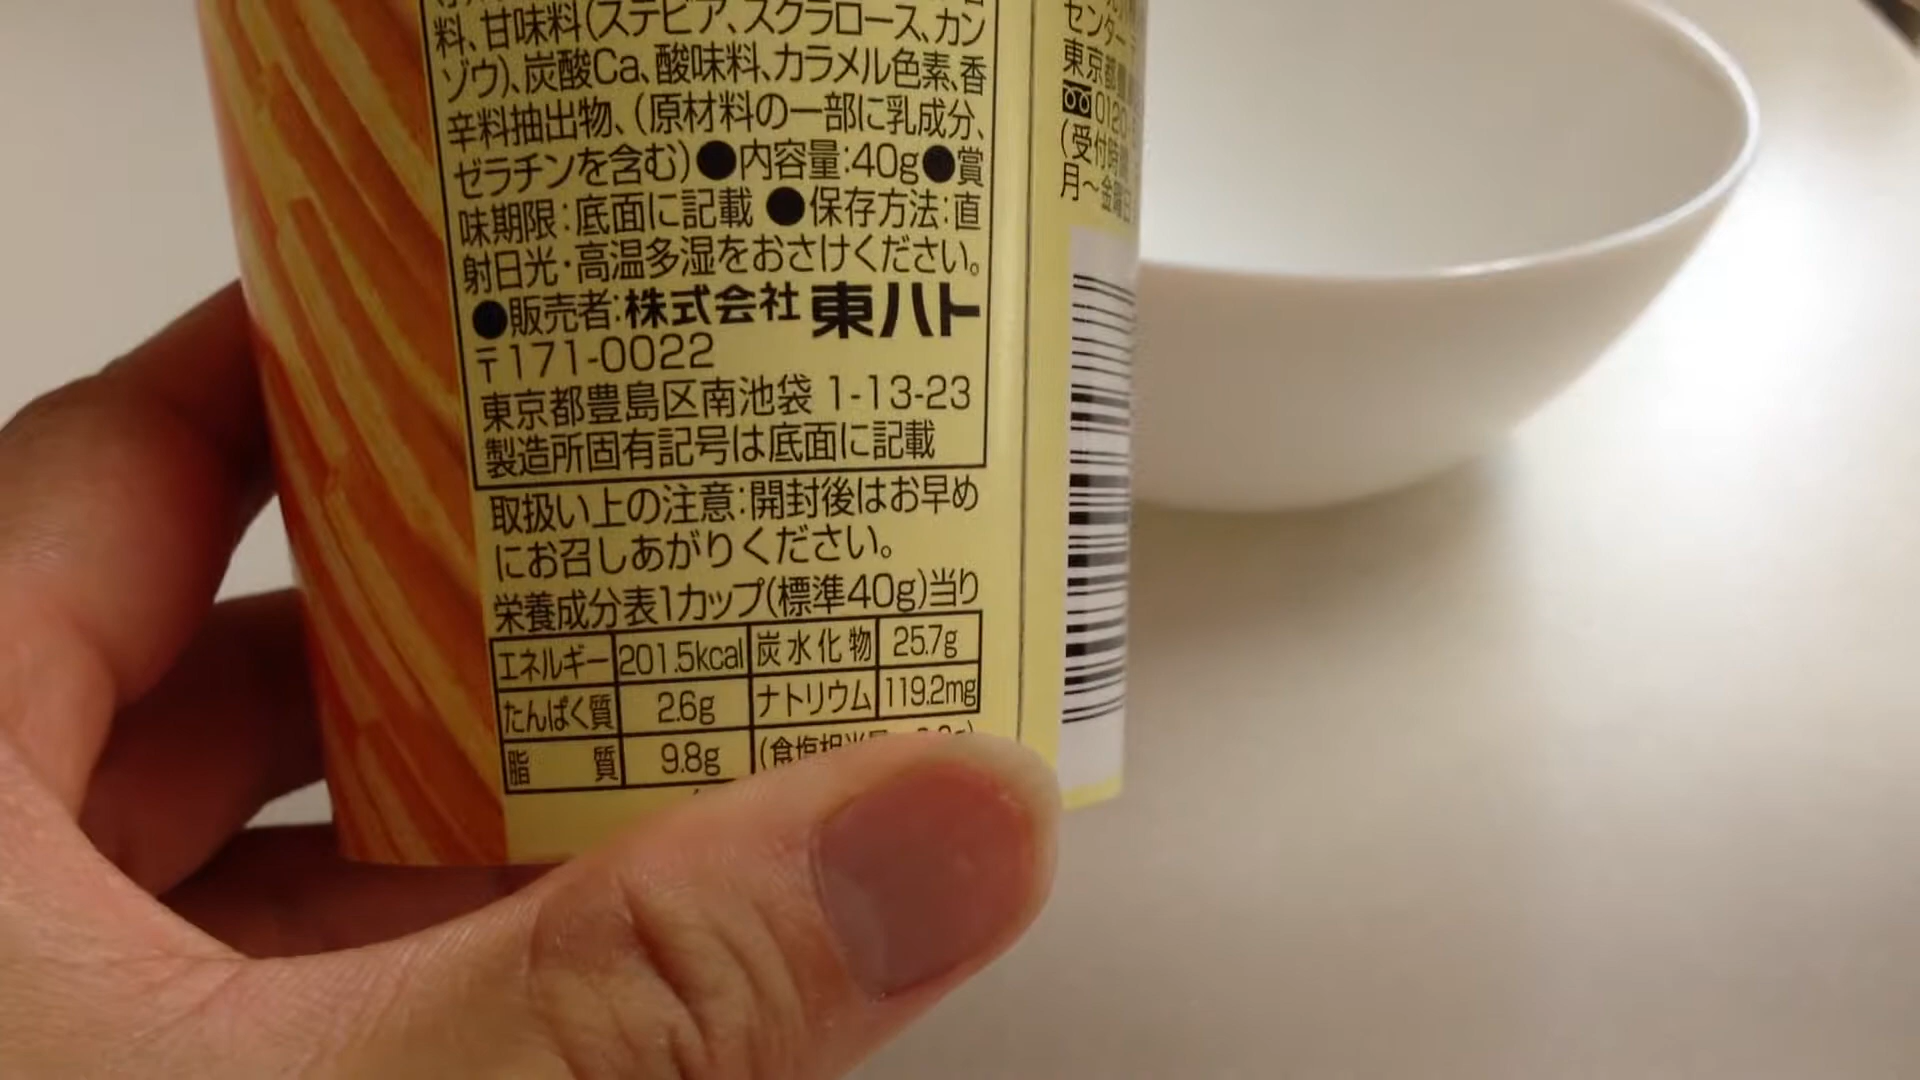 料、甘味料(ステビア、スクラロース、カン
ゾウ)、炭酸Ca、酸味料、カラメル色素、香
辛料抽出物、(原材料の一部に乳成分、
ゼラチンを含む)●内容量:40g●賞
味期限:底面に記載 ●保存方法:直
射日光・高温多湿をおさけください。
●販売者:株式会社東ハト
〒171-0022
東京都豊島区南池袋 1-13-23
製造所固有記号は底面に記載
取扱い上の注意:開封後はお早め
にお召しあがりください。
栄養成分表1カップ(標準40g)当り
エネルギー 201.5kcal 炭水化物 25.7g
たんぱく質 2.6g ナトリウム 119.2mg
脂質 9.8g (食塩相当量
センター
東京都
0120
(受付時間
月~金曜日